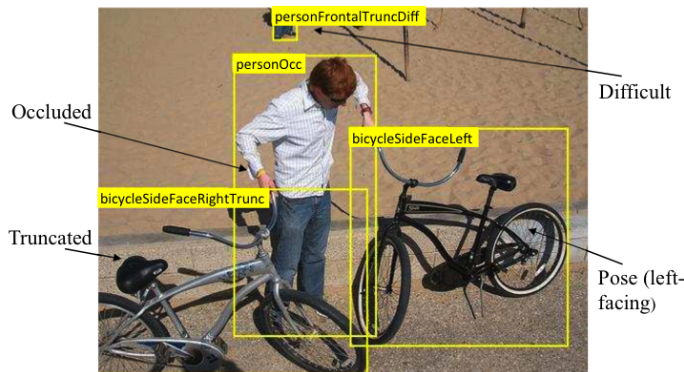 personFrontalTruncDiff
personOcc
Difficult
Occluded
bicycleSideFaceLeft
bicycleSideFaceRightTrunc
Truncated
Pose (left-
facing)